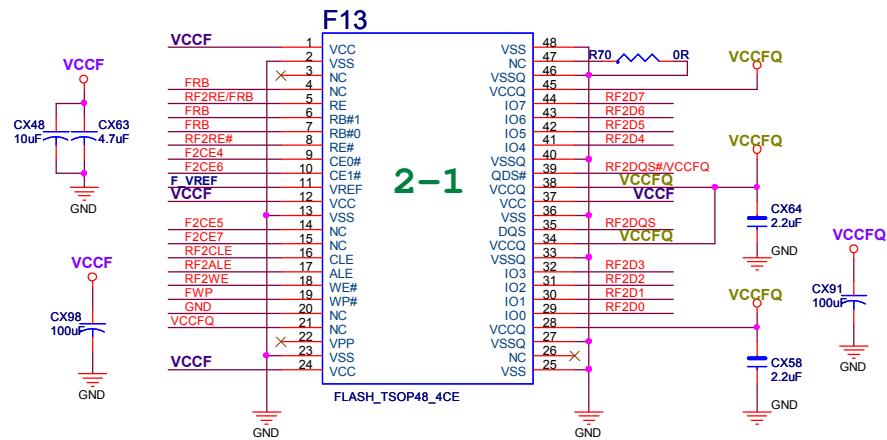 F13
VCCF
1 VCC
2 VSS
3 NC
FRB 4 NC
RF2RE/FRB 5 RE
FRB 6 RB#1
FRB 7 RB#0
RF2RE# 8 RE#
F2CE4 9 CE0#
F2CE6 10 CE1#
F_VREF 11 VREF
VCCF 12 VCC
13 VSS
F2CE5 14 NC
F2CE7 15 NC
RF2CLE 16 CLE
RF2ALE 17 ALE
RF2WE 18 WE#
FWP 19 WP#
GND 20 NC
VCCFQ 21 NC
22 VPP
23 VSS
VCCF 24 VCC
2-1
VSS 48
NC 47 R70 0R
VSSQ 46
VCCQ 45
IO7 44 RF2D7
IO6 43 RF2D6
IO5 42 RF2D5
IO4 41 RF2D4
VSSQ 40
QDS# 39 RF2DQS#/VCCFQ
VCCQ 38 VCCFQ
VCC 37 VCCF
VSS 36
DQS 35 RF2DQS
VCCQ 34 VCCFQ
VSSQ 33
IO3 32 RF2D3
IO2 31 RF2D2
IO1 30 RF2D1
IO0 29 RF2D0
VCCQ 28
VSSQ 27
NC 26
VSS 25
FLASH_TSOP48_4CE
GND
GND
VCCF
CX48
10uF
CX63
4.7uF
GND
VCCF
CX98
100uF
GND
VCCFQ
VCCFQ
CX64
2.2uF
GND
VCCFQ
CX58
2.2uF
GND
VCCFQ
CX91
100uF
GND